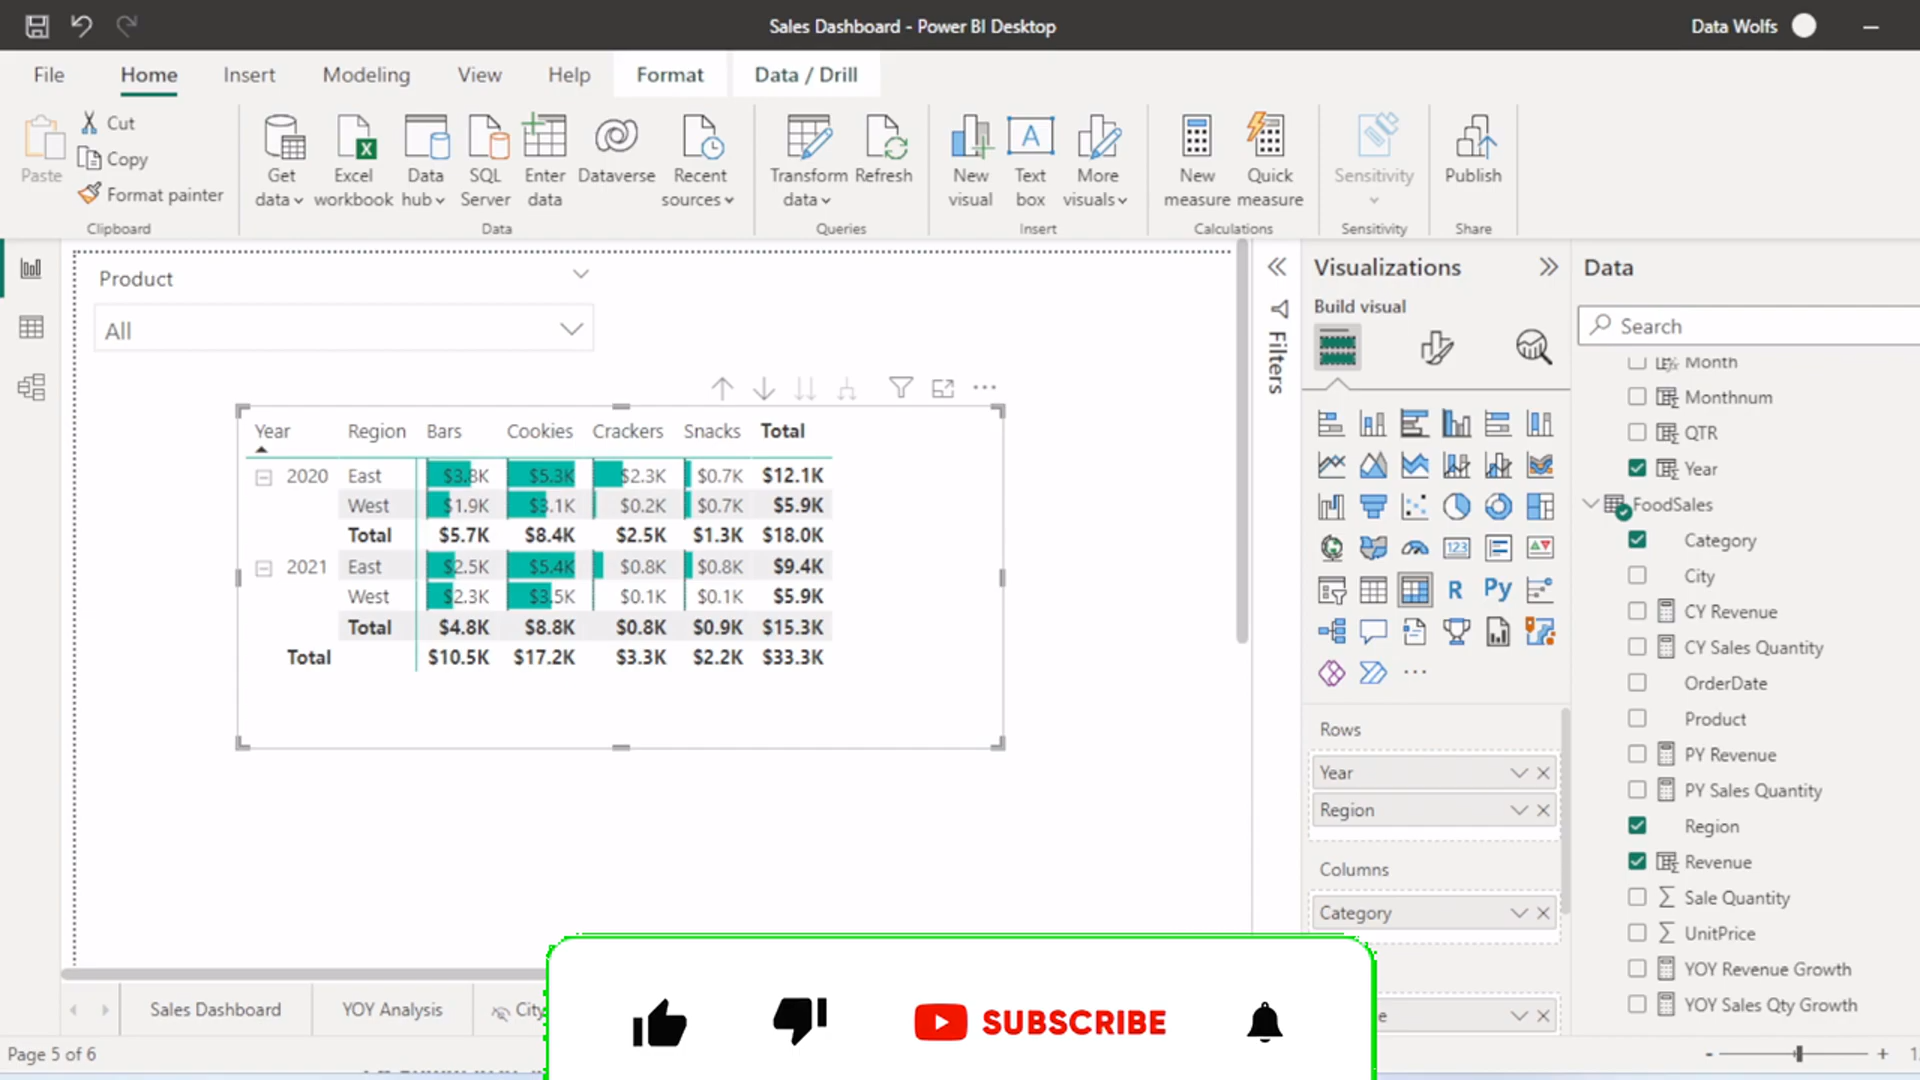 Sales Dashboard - Power BI Desktop
Data Wolfs
File Home Insert Modeling View Help Format Data / Drill
Paste
Cut
Copy
Format painter
Clipboard
Get data
Excel workbook
Data hub
SQL Server
Enter data
Dataverse
Recent sources
Data
Transform data
Refresh
Queries
New visual
Text box
More visuals
Insert
New measure
Quick measure
Calculations
Sensitivity
Sensitivity
Publish
Share
Product
All
Year Region Bars Cookies Crackers Snacks Total
2020 East $3.8K $5.3K $2.3K $0.7K $12.1K
West $1.9K $3.1K $0.2K $0.7K $5.9K
Total $5.7K $8.4K $2.5K $1.3K $18.0K
2021 East $2.5K $5.4K $0.8K $0.8K $9.4K
West $2.3K $3.5K $0.1K $0.1K $5.9K
Total $4.8K $8.8K $0.8K $0.9K $15.3K
Total $10.5K $17.2K $3.3K $2.2K $33.3K
Filters
Visualizations
Build visual
123
R
Py
Rows
Year
Region
Columns
Category
Data
Search
Month
Monthnum
QTR
Year
FoodSales
Category
City
CY Revenue
CY Sales Quantity
OrderDate
Product
PY Revenue
PY Sales Quantity
Region
Revenue
Sale Quantity
UnitPrice
YOY Revenue Growth
YOY Sales Qty Growth
Sales Dashboard
YOY Analysis
City
SUBSCRIBE
Page 5 of 6